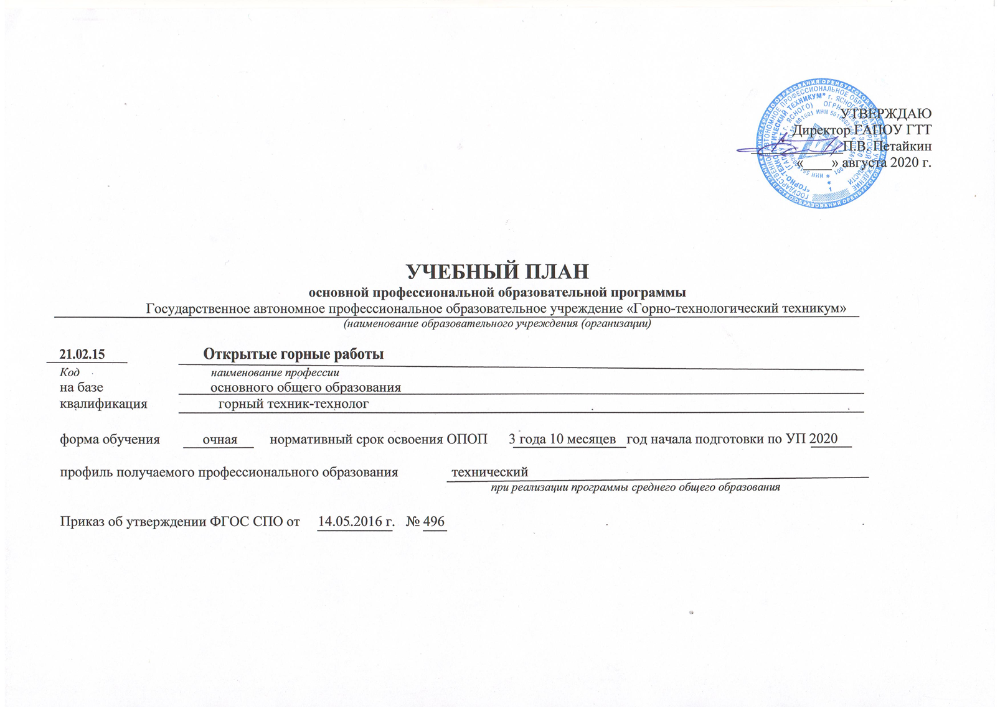 УТВЕРЖДАЮ
Директор ГАПОУ ГТТ
П.В. Петайкин
«____» августа 2020 г.
УЧЕБНЫЙ ПЛАН
основной профессиональной образовательной программы
Государственное автономное профессиональное образовательное учреждение «Горно-технологический техникум»
(наименование образовательного учреждения (организации)
21.02.15 Открытые горные работы
Код наименование профессии
на базе основного общего образования
квалификация горный техник-технолог
форма обучения очная нормативный срок освоения ОПОП 3 года 10 месяцев год начала подготовки по УП 2020
профиль получаемого профессионального образования технический
при реализации программы среднего общего образования
Приказ об утверждении ФГОС СПО от 14.05.2016 г. № 496